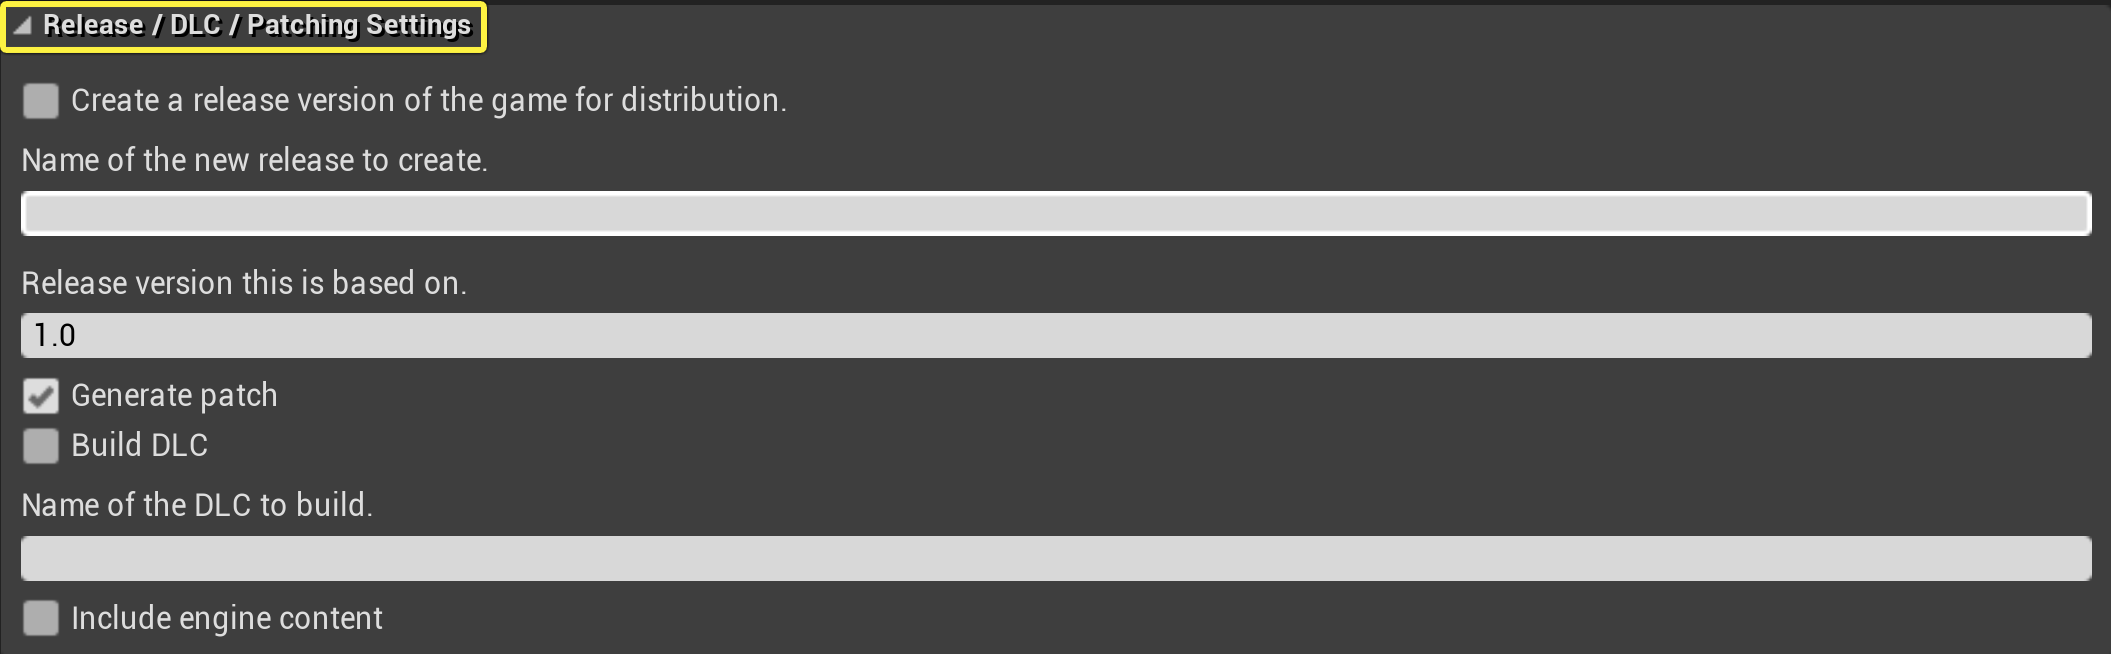 Release / DLC / Patching Settings
Create a release version of the game for distribution.
Name of the new release to create.
Release version this is based on.
1.0
Generate patch
Build DLC
Name of the DLC to build.
Include engine content